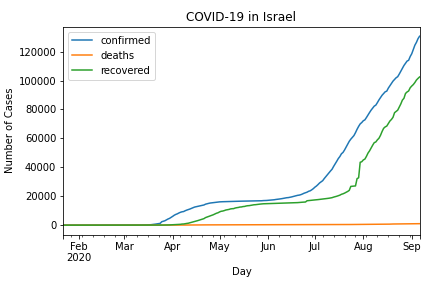 COVID-19 in Israel
confirmed
deaths
recovered
Number of Cases
120000
100000
80000
60000
40000
20000
0
Feb Mar Apr May Jun Jul Aug Sep
2020
Day